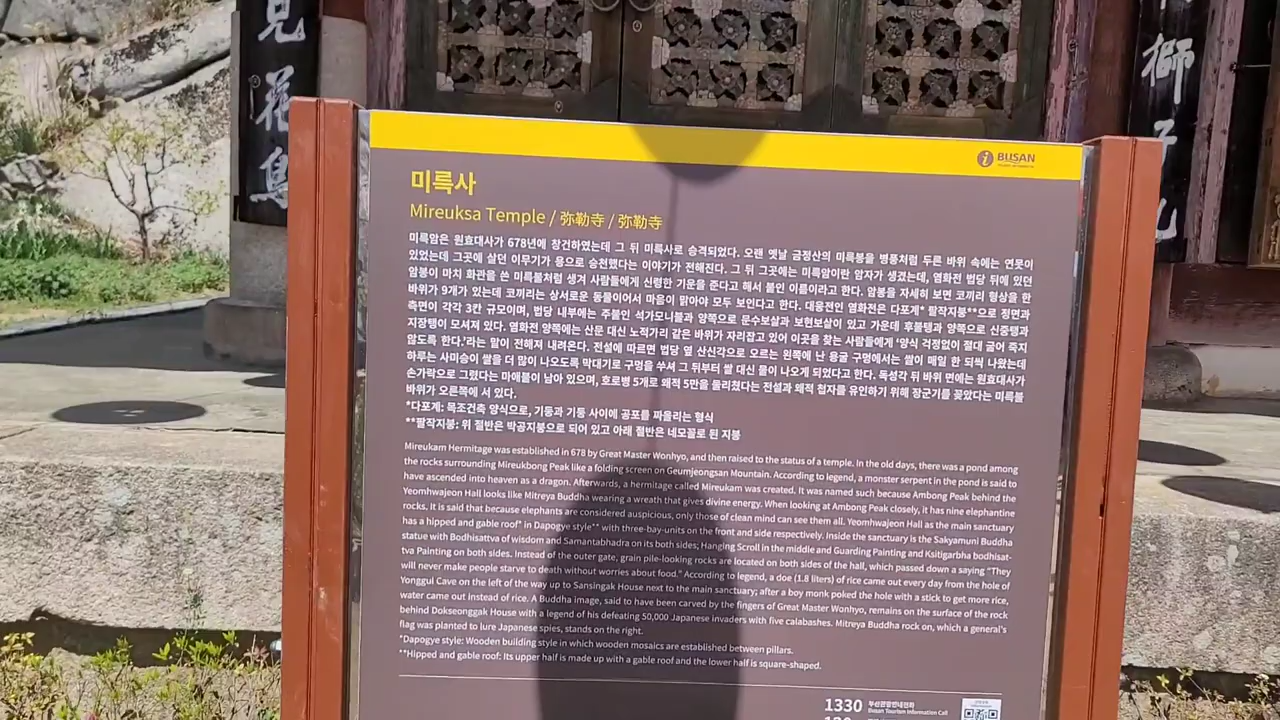 見花鳥
獅子
BUSAN
미륵사
Mireuksa Temple / 弥勒寺 / 弥勒寺
미륵암은 원효대사가 678년에 창건하였는데 그 뒤 미륵사로 승격되었다. 오랜 옛날 금정산의 미륵봉을 병풍처럼 두른 바위 속에는 연못이
있었는데 그곳에 살던 이무기가 용으로 승천했다는 이야기가 전해진다. 그 뒤 그곳에는 미륵암이란 암자가 생겼는데, 염화전 법당 뒤에 있던
암봉이 마치 화관을 쓴 미륵불처럼 생겨 사람들에게 신령한 기운을 준다고 해서 붙인 이름이라고 한다. 암봉을 자세히 보면 코끼리 형상을 한
바위가 9개가 있는데 코끼리는 상서로운 동물이어서 마음이 맑아야 모두 보인다고 한다. 대웅전인 염화전은 다포계* 팔작지붕**으로 정면과
측면이 각각 3칸 규모이며, 법당 내부에는 주불인 석가모니불과 양쪽으로 문수보살과 보현보살이 있고 가운데 후불탱과 양쪽으로 신중탱과
지장탱이 모셔져 있다. 염화전 양쪽에는 산문 대신 노적가리 같은 바위가 자리잡고 있어 이곳을 찾는 사람들에게 '양식 걱정없이 절대 굶어 죽지
않도록 한다.'라는 말이 전해져 내려온다. 전설에 따르면 법당 옆 산신각으로 오르는 왼쪽에 난 용굴 구멍에서는 쌀이 매일 한 되씩 나왔는데
하루는 사미승이 쌀을 더 많이 나오도록 막대기로 구멍을 쑤셔 그 뒤부터 쌀 대신 물이 나오게 되었다고 한다. 독성각 뒤 바위 면에는 원효대사가
손가락으로 그렸다는 마애불이 남아 있으며, 호로병 5개로 왜적 5만을 물리쳤다는 전설과 왜적 첩자를 유인하기 위해 장군기를 꽂았다는 미륵불
바위가 오른쪽에 서 있다.
*다포계: 목조건축 양식으로, 기둥과 기둥 사이에 공포를 짜올리는 형식
**팔작지붕: 위 절반은 박공지붕으로 되어 있고 아래 절반은 네모꼴로 된 지붕
Mireukam Hermitage was established in 678 by Great Master Wonhyo, and then raised to the status of a temple. In the old days, there was a pond among
the rocks surrounding Mireukbong Peak like a folding screen on Geumjeongsan Mountain. According to legend, a monster serpent in the pond is said to
have ascended into heaven as a dragon. Afterwards, a hermitage called Mireukam was created. It was named such because Ambong Peak behind the
Yeomhwajeon Hall looks like Mitreya Buddha wearing a wreath that gives divine energy. When looking at Ambong Peak closely, it has nine elephantine
rocks. It is said that because elephants are considered auspicious, only those of clean mind can see them all. Yeomhwajeon Hall as the main sanctuary
has a hipped and gable roof* in Dapogye style** with three-bay-units on the front and side respectively. Inside the sanctuary is the Sakyamuni Buddha
statue with Bodhisattva of wisdom and Samantabhadra on its both sides; Hanging Scroll in the middle and Guarding Painting and Ksitigarbha bodhisat-
tva Painting on both sides. Instead of the outer gate, grain pile-looking rocks are located on both sides of the hall, which passed down a saying "They
will never make people starve to death without worries about food." According to legend, a doe (1.8 liters) of rice came out every day from the hole of
Yonggui Cave on the left of the way up to Sansingak House next to the main sanctuary; after a boy monk poked the hole with a stick to get more rice,
water came out instead of rice. A Buddha image, said to have been carved by the fingers of Great Master Wonhyo, remains on the surface of the rock
behind Dokseonggak House with a legend of his defeating 50,000 Japanese invaders with five calabashes. Mitreya Buddha rock on, which a general's
flag was planted to lure Japanese spies, stands on the right.
*Dapogye style: Wooden building style in which wooden mosaics are established between pillars.
**Hipped and gable roof: Its upper half is made up with a gable roof and the lower half is square-shaped.
1330 부산관광안내전화
Busan Tourism Information Call